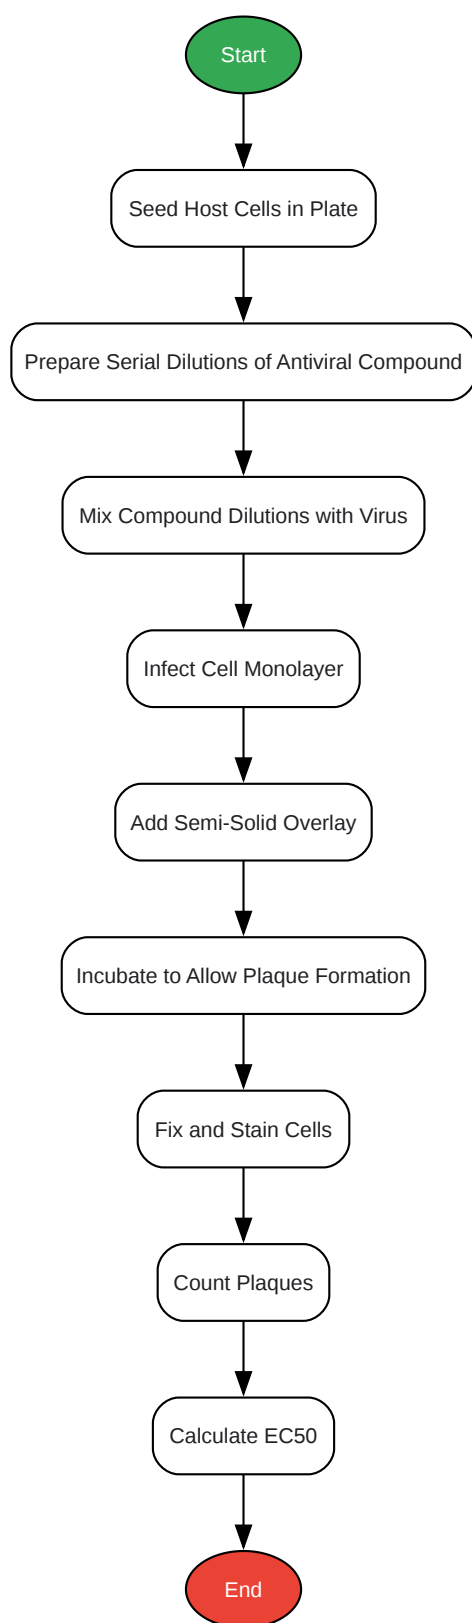 Start
Seed Host Cells in Plate
Prepare Serial Dilutions of Antiviral Compound
Mix Compound Dilutions with Virus
Infect Cell Monolayer
Add Semi-Solid Overlay
Incubate to Allow Plaque Formation
Fix and Stain Cells
Count Plaques
Calculate EC50
End